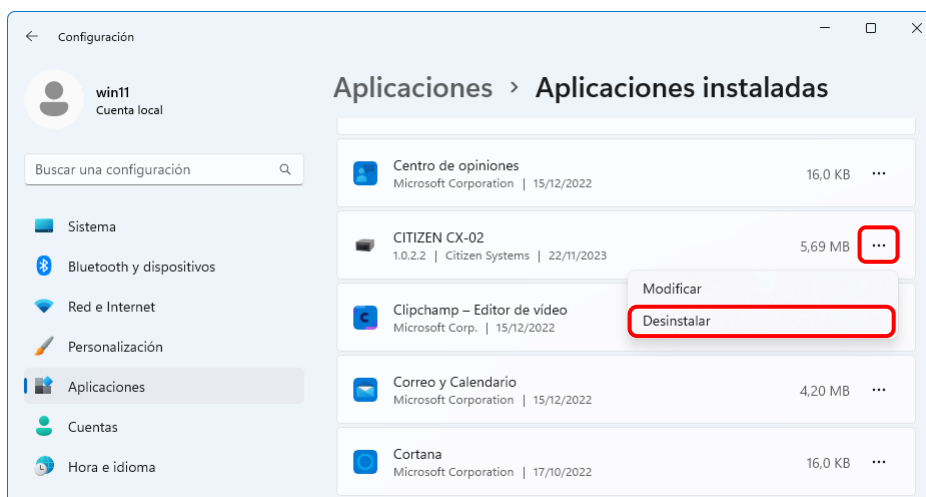 Configuración
win11
Cuenta local
Buscar una configuración
Sistema
Bluetooth y dispositivos
Red e Internet
Personalización
Aplicaciones
Cuentas
Hora e idioma
Aplicaciones > Aplicaciones instaladas
Centro de opiniones
Microsoft Corporation | 15/12/2022
16,0 KB
CITIZEN CX-02
1.0.2.2 | Citizen Systems | 22/11/2023
5,69 MB
Modificar
Desinstalar
Clipchamp – Editor de vídeo
Microsoft Corp. | 15/12/2022
Correo y Calendario
Microsoft Corporation | 15/12/2022
4,20 MB
Cortana
Microsoft Corporation | 17/10/2022
16,0 KB